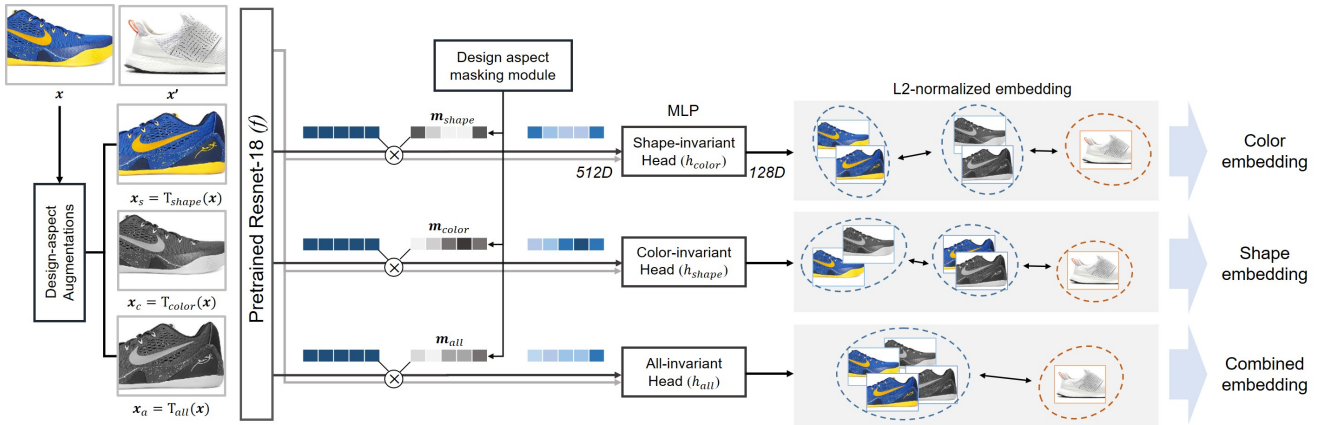 x
x'
Design-aspect
Augmentations
x_s = T_shape(x)
x_c = T_color(x)
x_a = T_all(x)
Pretrained Resnet-18 (f)
Design aspect
masking module
m_shape
m_color
m_all
MLP
512D
128D
Shape-invariant
Head (h_color)
Color-invariant
Head (h_shape)
All-invariant
Head (h_all)
L2-normalized embedding
Color
embedding
Shape
embedding
Combined
embedding